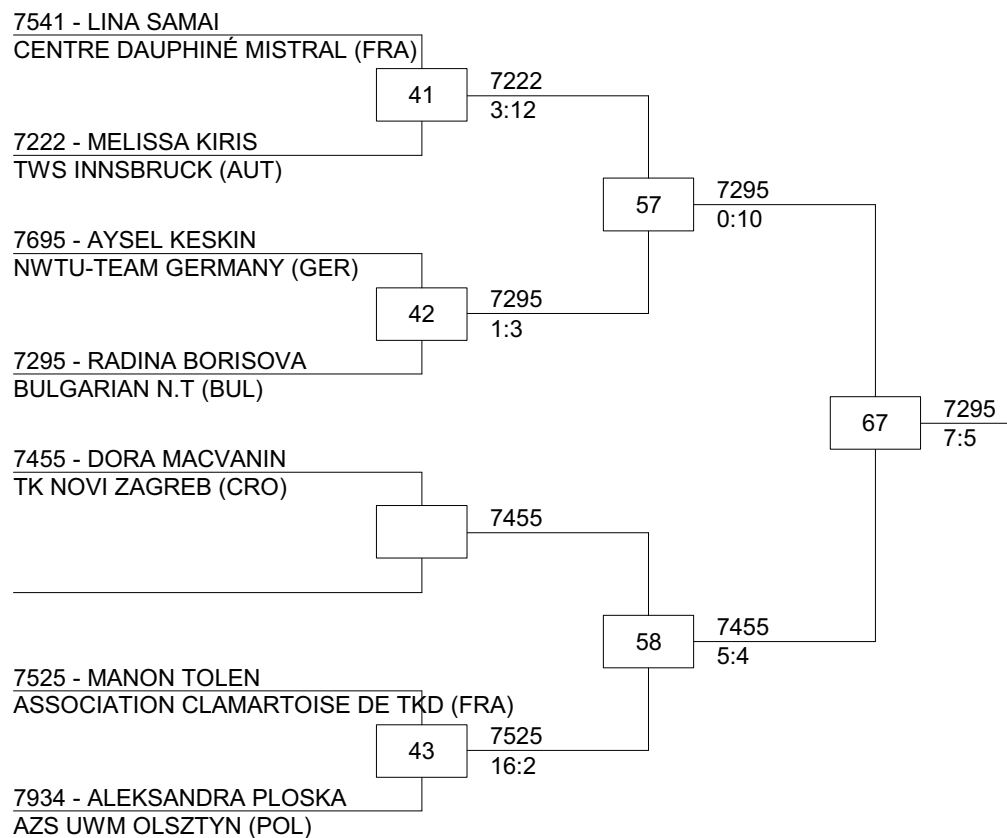 7541 - LINA SAMAI
CENTRE DAUPHINÉ MISTRAL (FRA)
41
7222
3:12
7222 - MELISSA KIRIS
TWS INNSBRUCK (AUT)
57
7295
0:10
7695 - AYSEL KESKIN
NWTU-TEAM GERMANY (GER)
42
7295
1:3
7295 - RADINA BORISOVA
BULGARIAN N.T (BUL)
67
7295
7:5
7455 - DORA MACVANIN
TK NOVI ZAGREB (CRO)
7455
58
7455
5:4
7525 - MANON TOLEN
ASSOCIATION CLAMARTOISE DE TKD (FRA)
43
7525
16:2
7934 - ALEKSANDRA PLOSKA
AZS UWM OLSZTYN (POL)